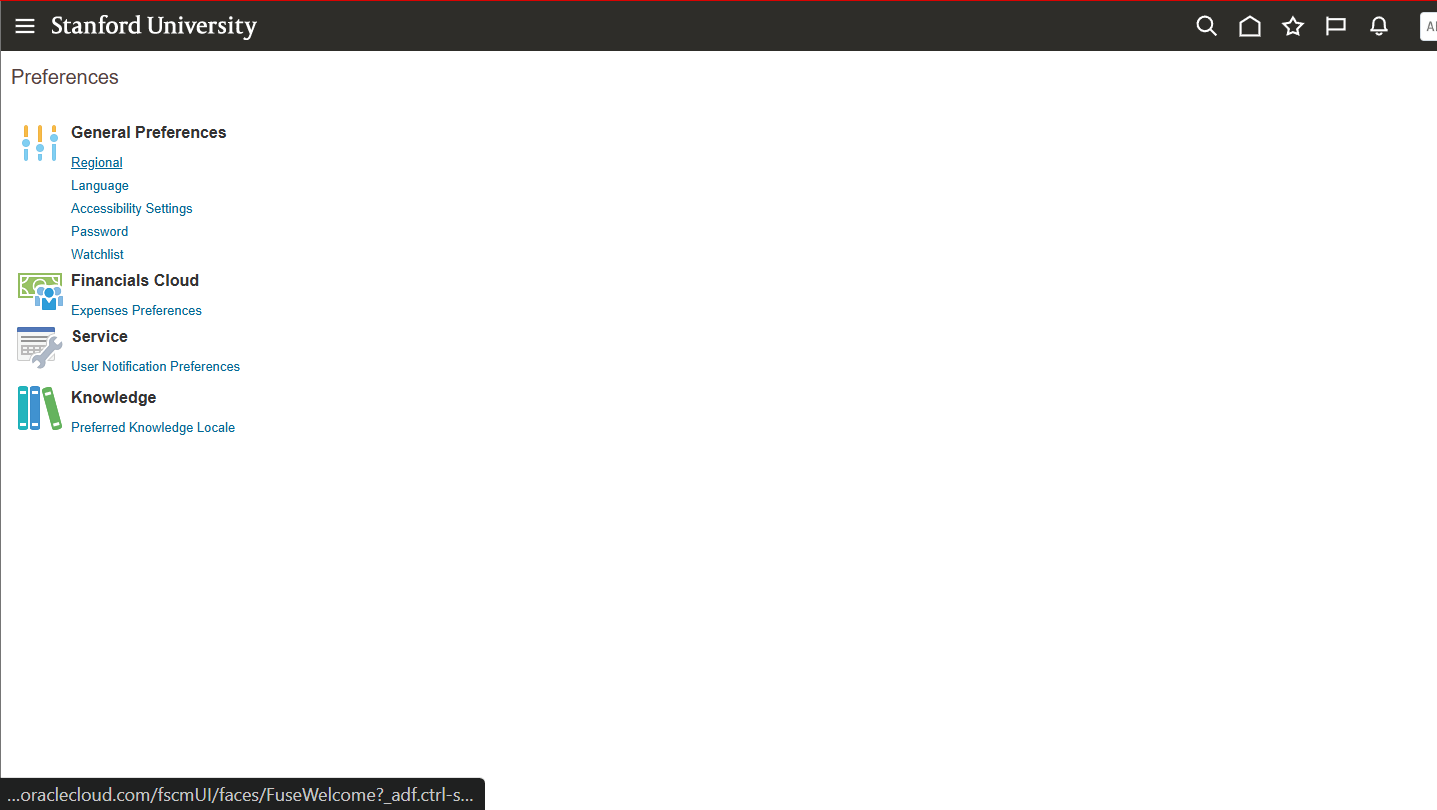 Stanford University
Al
Preferences
General Preferences
Regional
Language
Accessibility Settings
Password
Watchlist
Financials Cloud
Expenses Preferences
Service
User Notification Preferences
Knowledge
Preferred Knowledge Locale
...oraclecloud.com/fscmUI/faces/FuseWelcome?_adf.ctrl-s...